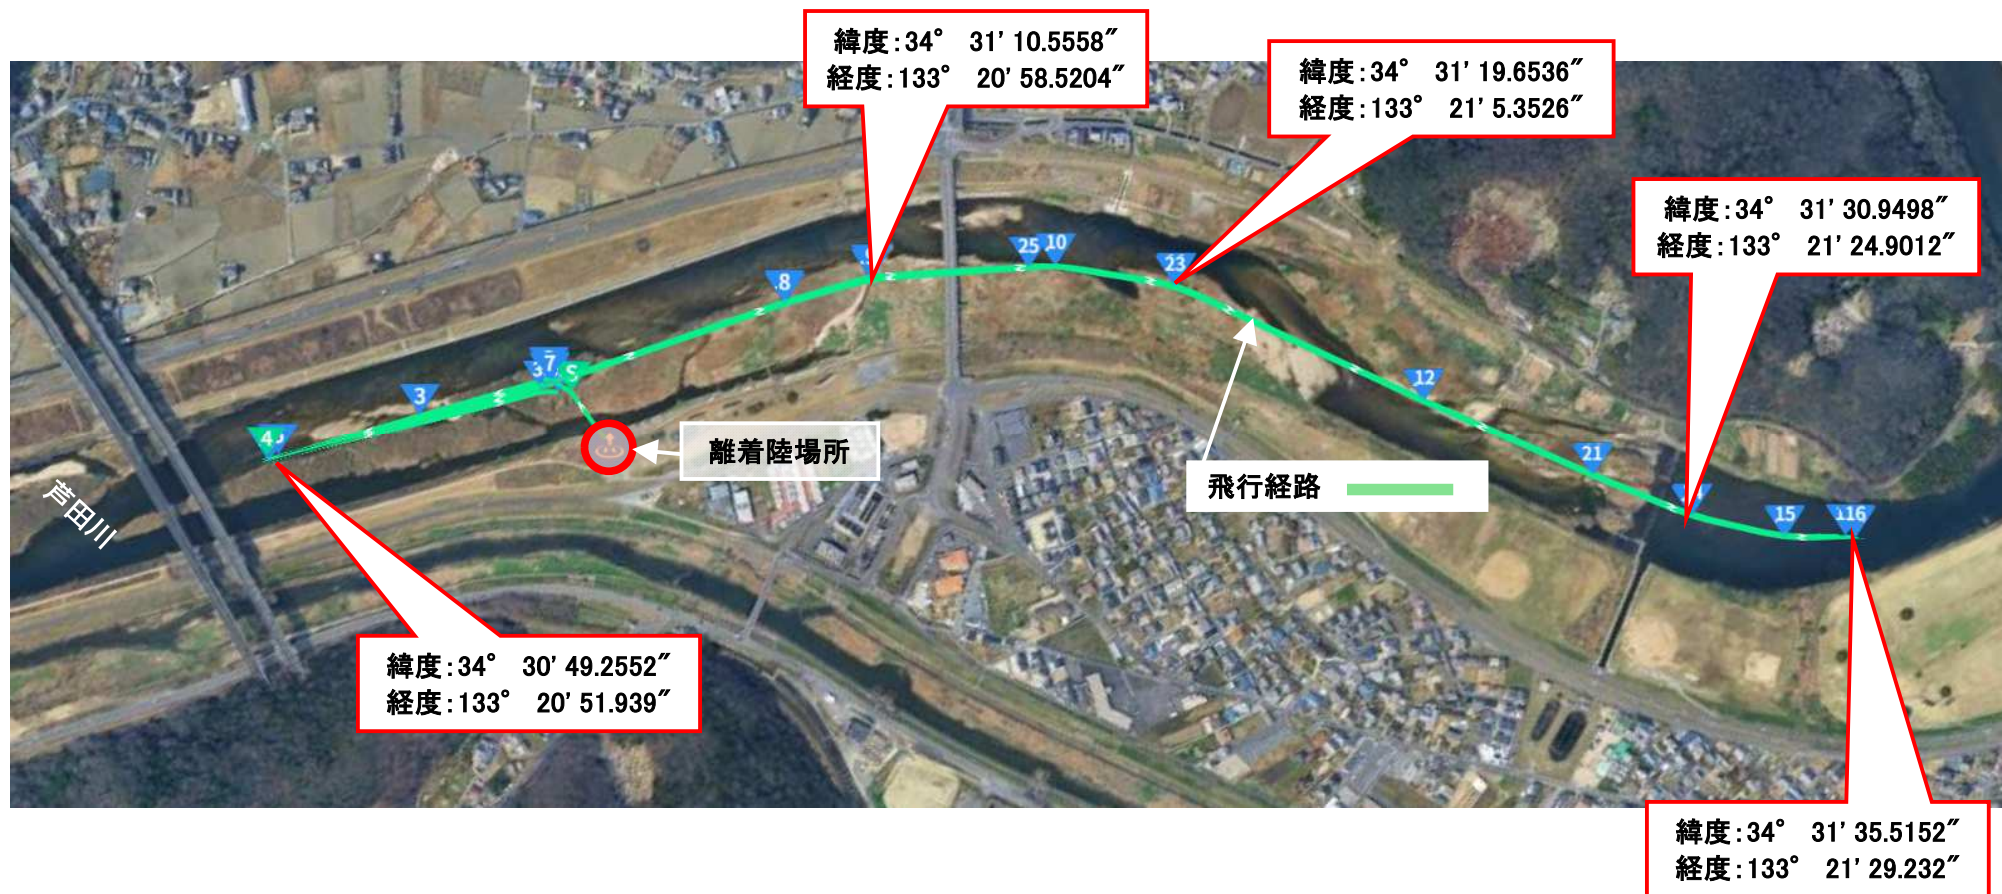 緯度:34° 31' 10.5558″
経度:133° 20' 58.5204″
緯度:34° 31' 19.6536″
経度:133° 21' 5.3526″
緯度:34° 31' 30.9498″
経度:133° 21' 24.9012″
25
10
23
8
7
S
3
12
4
離着陸場所
21
飛行経路
芦田川
15
16
緯度:34° 30' 49.2552″
経度:133° 20' 51.939″
緯度:34° 31' 35.5152″
経度:133° 21' 29.232″